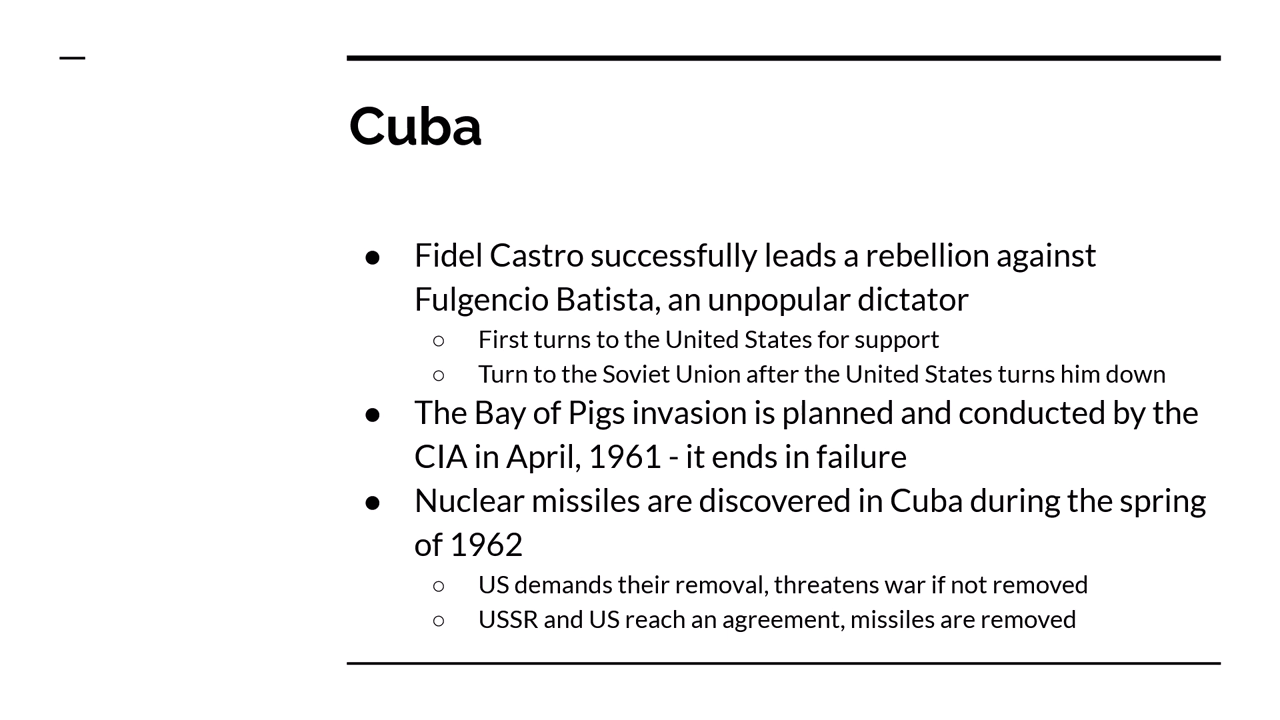 Cuba
● Fidel Castro successfully leads a rebellion against
Fulgencio Batista, an unpopular dictator
○ First turns to the United States for support
○ Turn to the Soviet Union after the United States turns him down
● The Bay of Pigs invasion is planned and conducted by the
CIA in April, 1961 - it ends in failure
● Nuclear missiles are discovered in Cuba during the spring
of 1962
○ US demands their removal, threatens war if not removed
○ USSR and US reach an agreement, missiles are removed